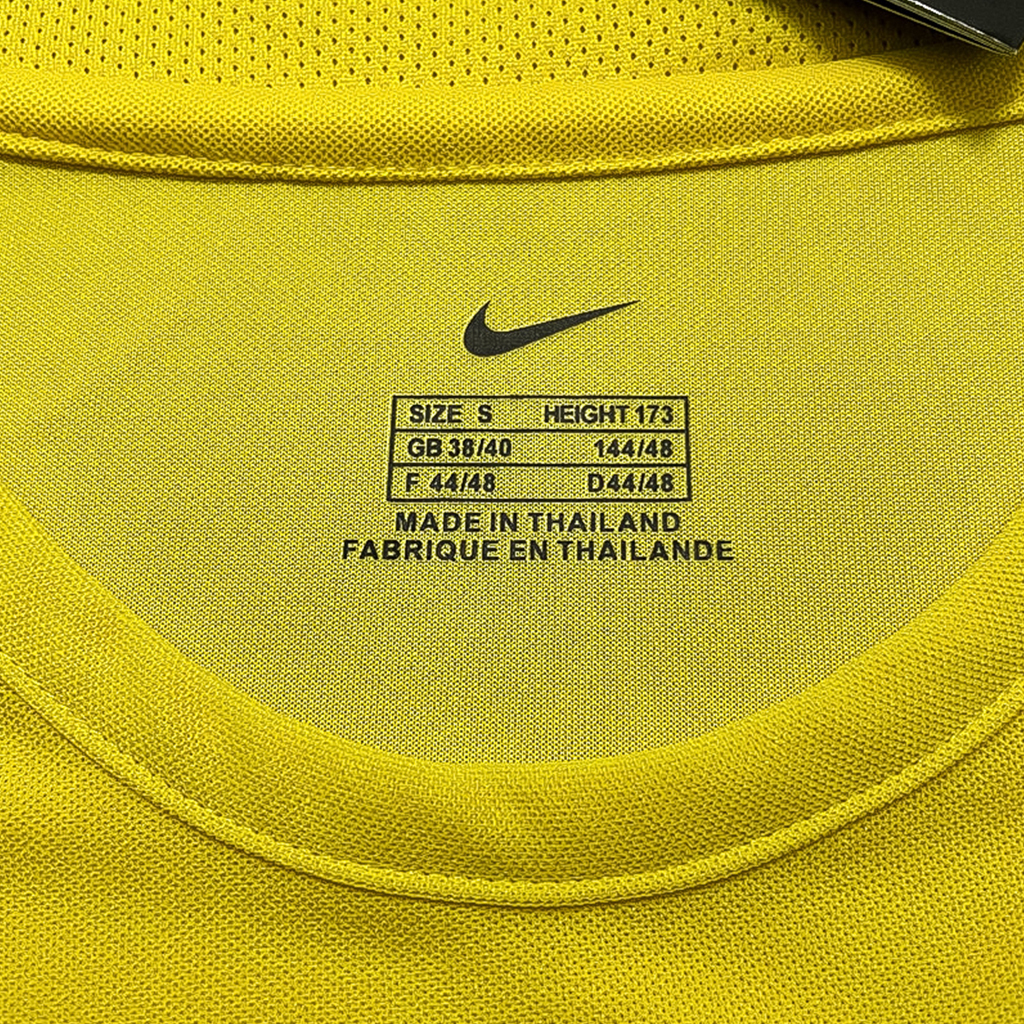 SIZE S HEIGHT 173
GB 38/40 144/48
F 44/48 D44/48
MADE IN THAILAND
FABRIQUE EN THAILANDE